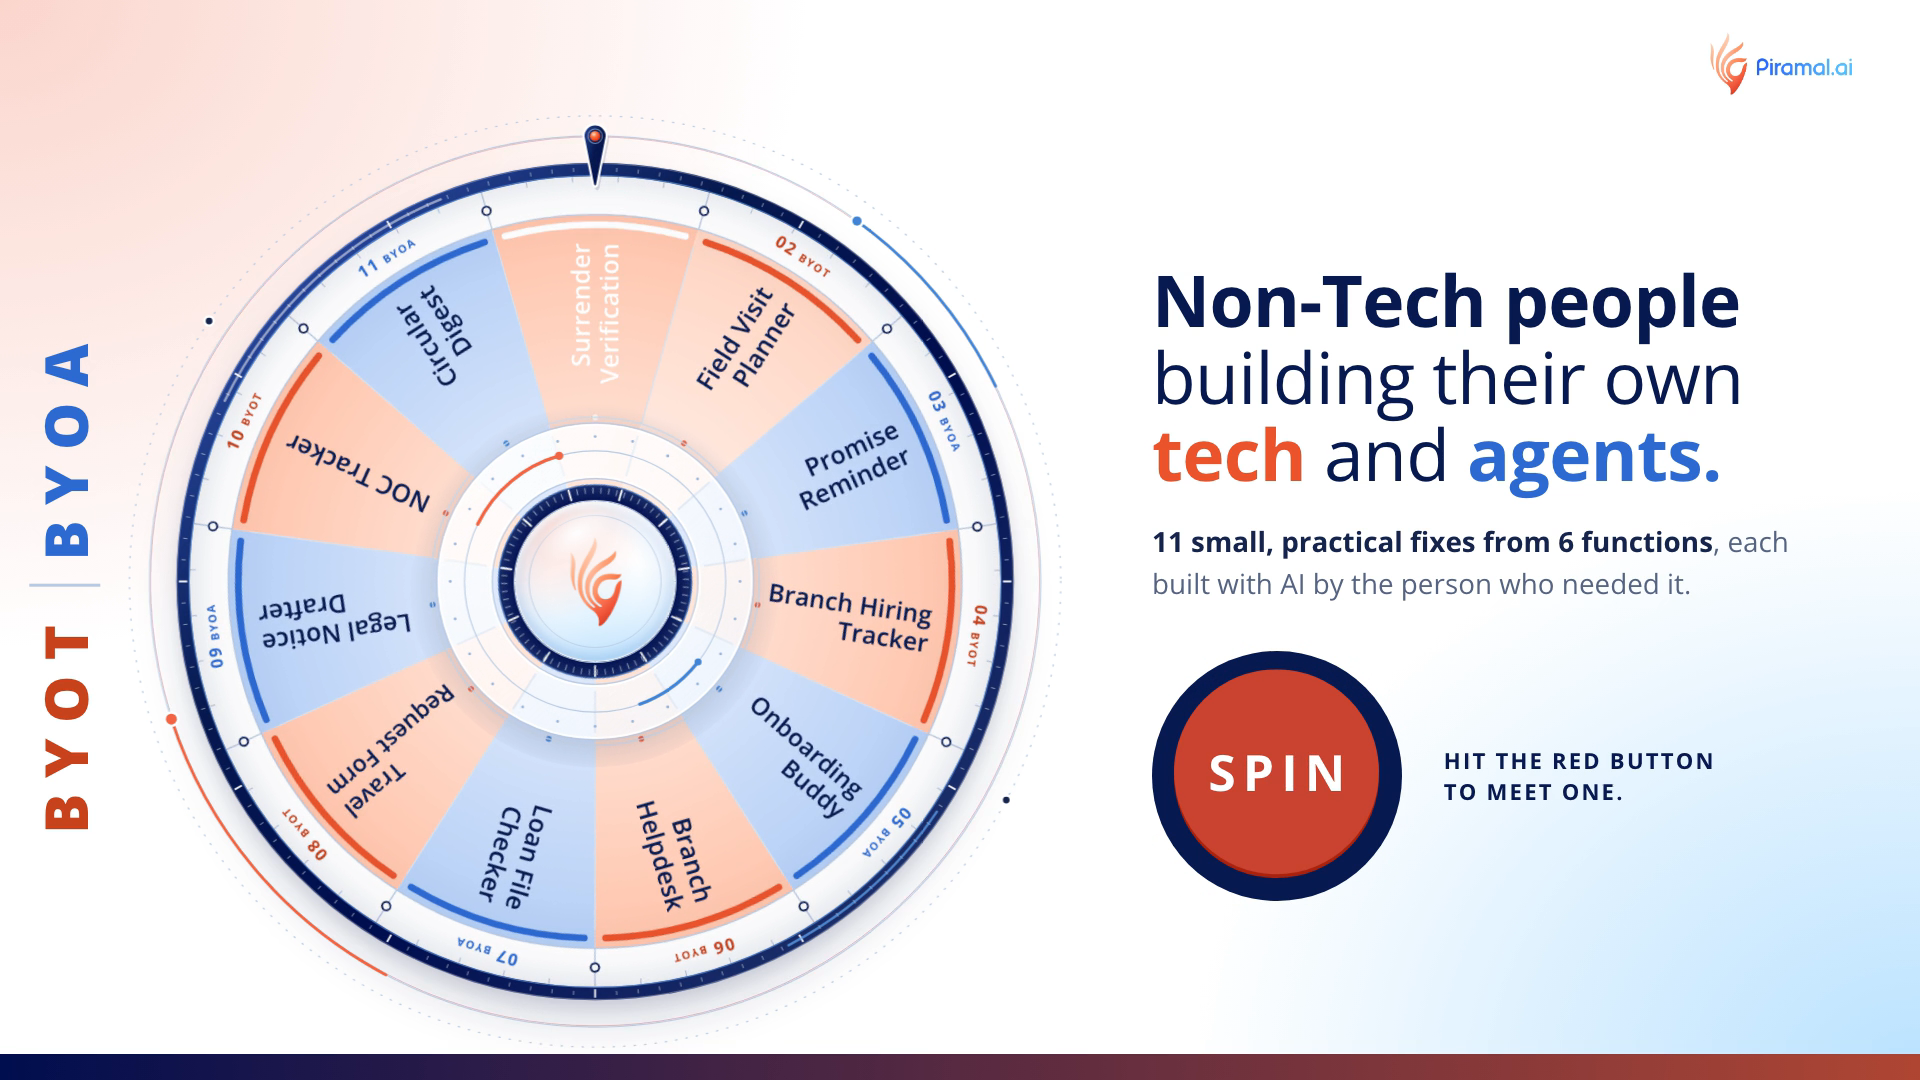 Piramal.ai
BYOT | BYOA
Surrender
Verification
02 BYOT
Field Visit
Planner
03 BYOA
Promise
Reminder
04 BYOT
Branch Hiring
Tracker
05 BYOA
Onboarding
Buddy
06 BYOT
Branch
Helpdesk
07 BYOA
Loan File
Checker
08 BYOT
Travel
Request Form
09 BYOA
Legal Notice
Drafter
10 BYOT
NOC Tracker
11 BYOA
Circular
Digest
Non-Tech people
building their own
tech and agents.
11 small, practical fixes from 6 functions, each
built with AI by the person who needed it.
SPIN
HIT THE RED BUTTON
TO MEET ONE.